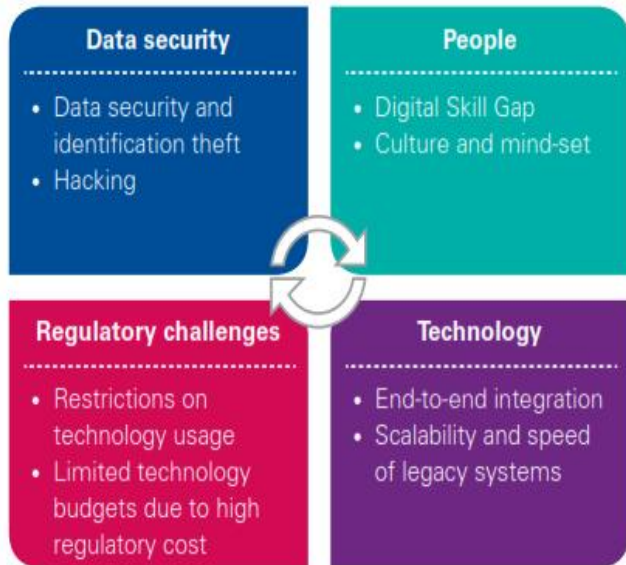 Data security
• Data security and
identification theft
• Hacking
People
• Digital Skill Gap
• Culture and mind-set
Regulatory challenges
• Restrictions on
technology usage
• Limited technology
budgets due to high
regulatory cost
Technology
• End-to-end integration
• Scalability and speed
of legacy systems